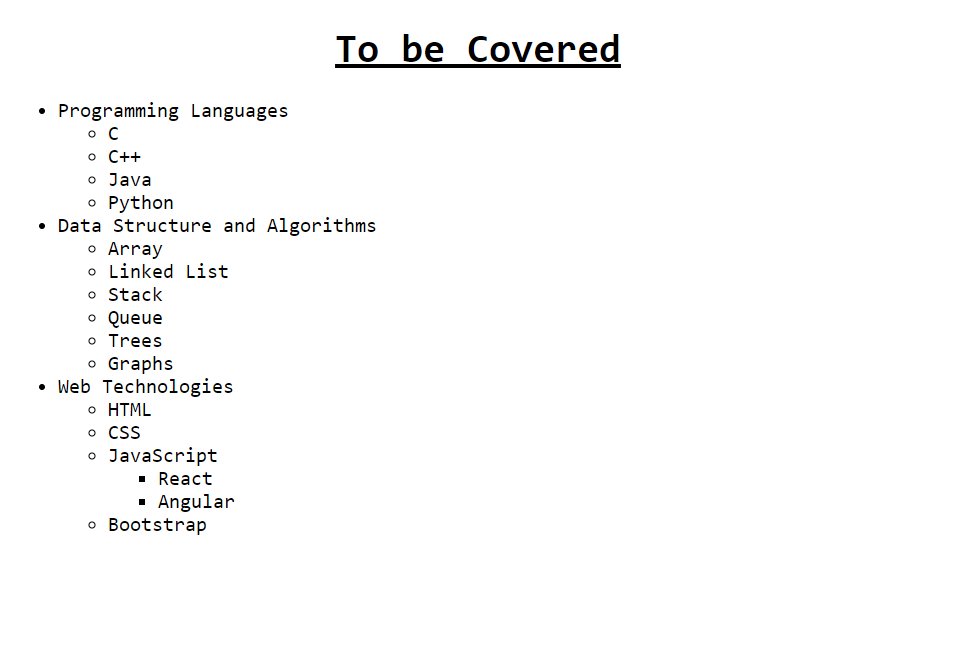 To be Covered
Programming Languages
C
C++
Java
Python
Data Structure and Algorithms
Array
Linked List
Stack
Queue
Trees
Graphs
Web Technologies
HTML
CSS
JavaScript
React
Angular
Bootstrap